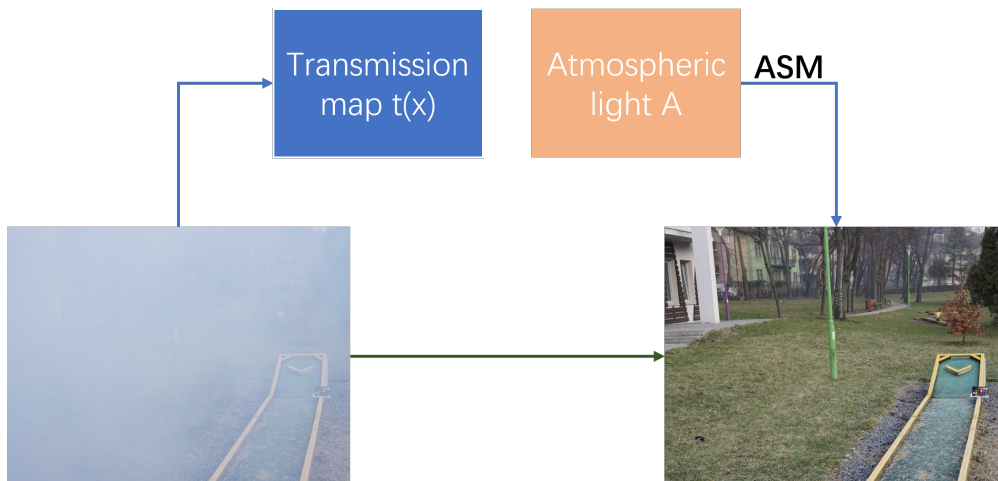 Transmission
map t(x)
Atmospheric
light A
ASM